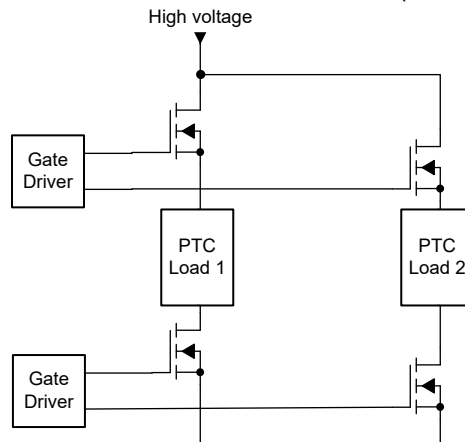 High voltage
Gate
Driver
PTC
Load 1
PTC
Load 2
Gate
Driver